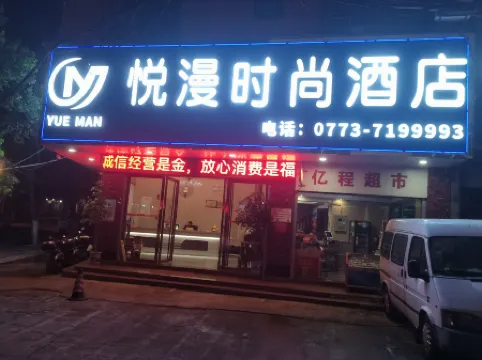 悦漫时尚酒店
YUE MAN
电话：0773-7199993
诚信经营是金，放心消费是福
亿程超市